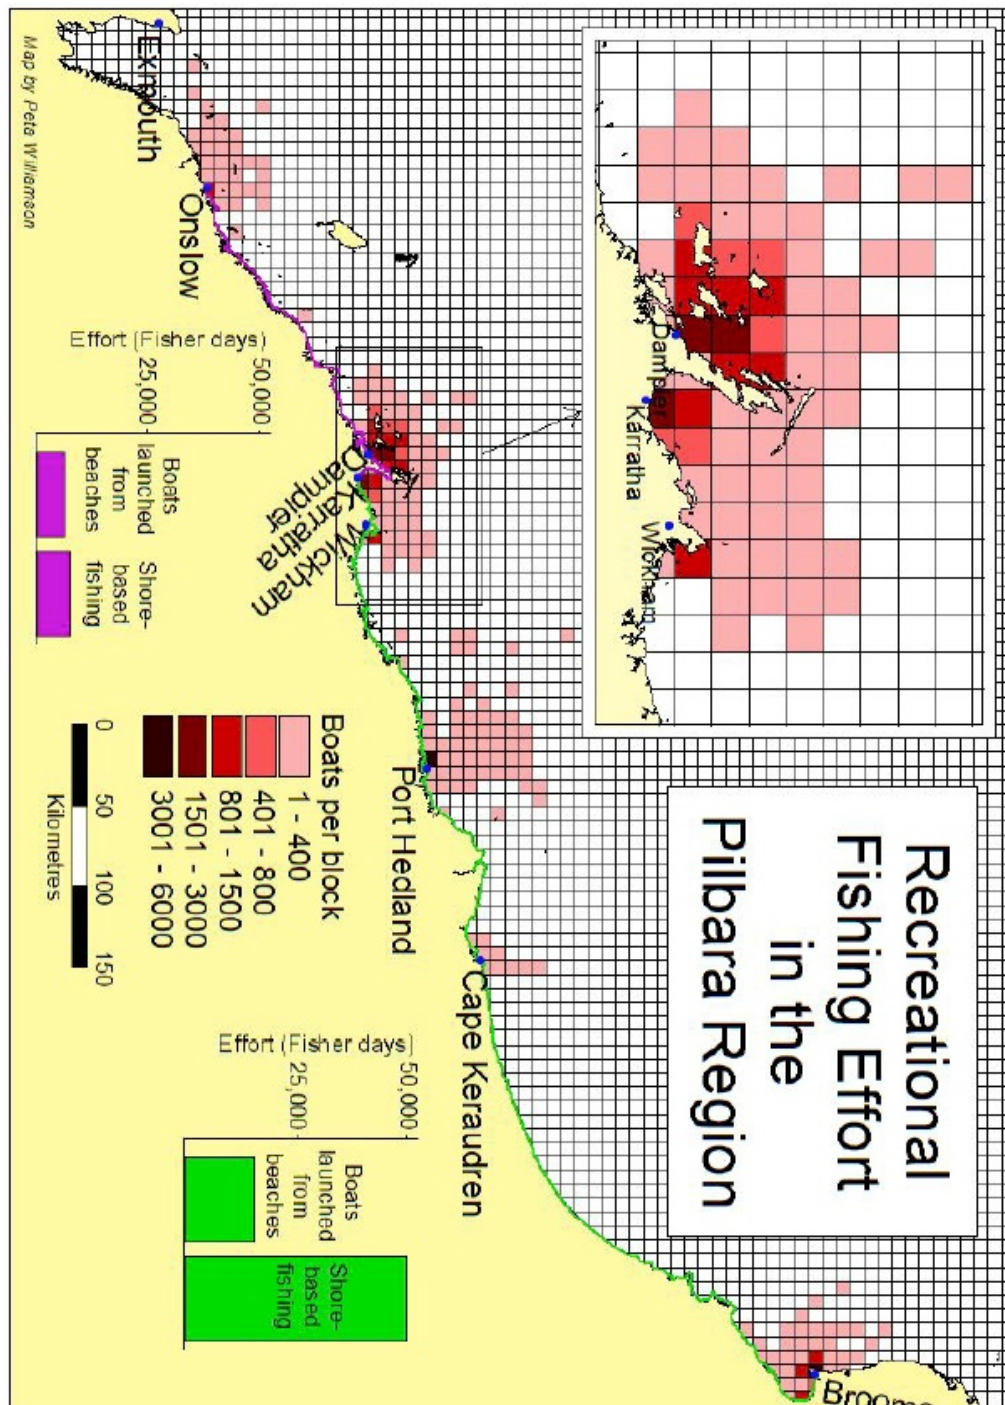 Recreational
Fishing Effort
in the
Pilbara Region
Dampier
Karratha
Wickham
Exmouth
Onslow
Dampier
Karratha
Wickham
Port Hedland
Cape Keraudren
Broome
Effort (Fisher days)
50,000
25,000
Boats
launched
from
beaches
Shore-
based
fishing
Boats per block
1 - 400
401 - 800
801 - 1500
1501 - 3000
3001 - 6000
0 50 100 150
Kilometres
Effort (Fisher days)
50,000
25,000
Boats
launched
from
beaches
Shore-
based
fishing
Map by Peta Williamson